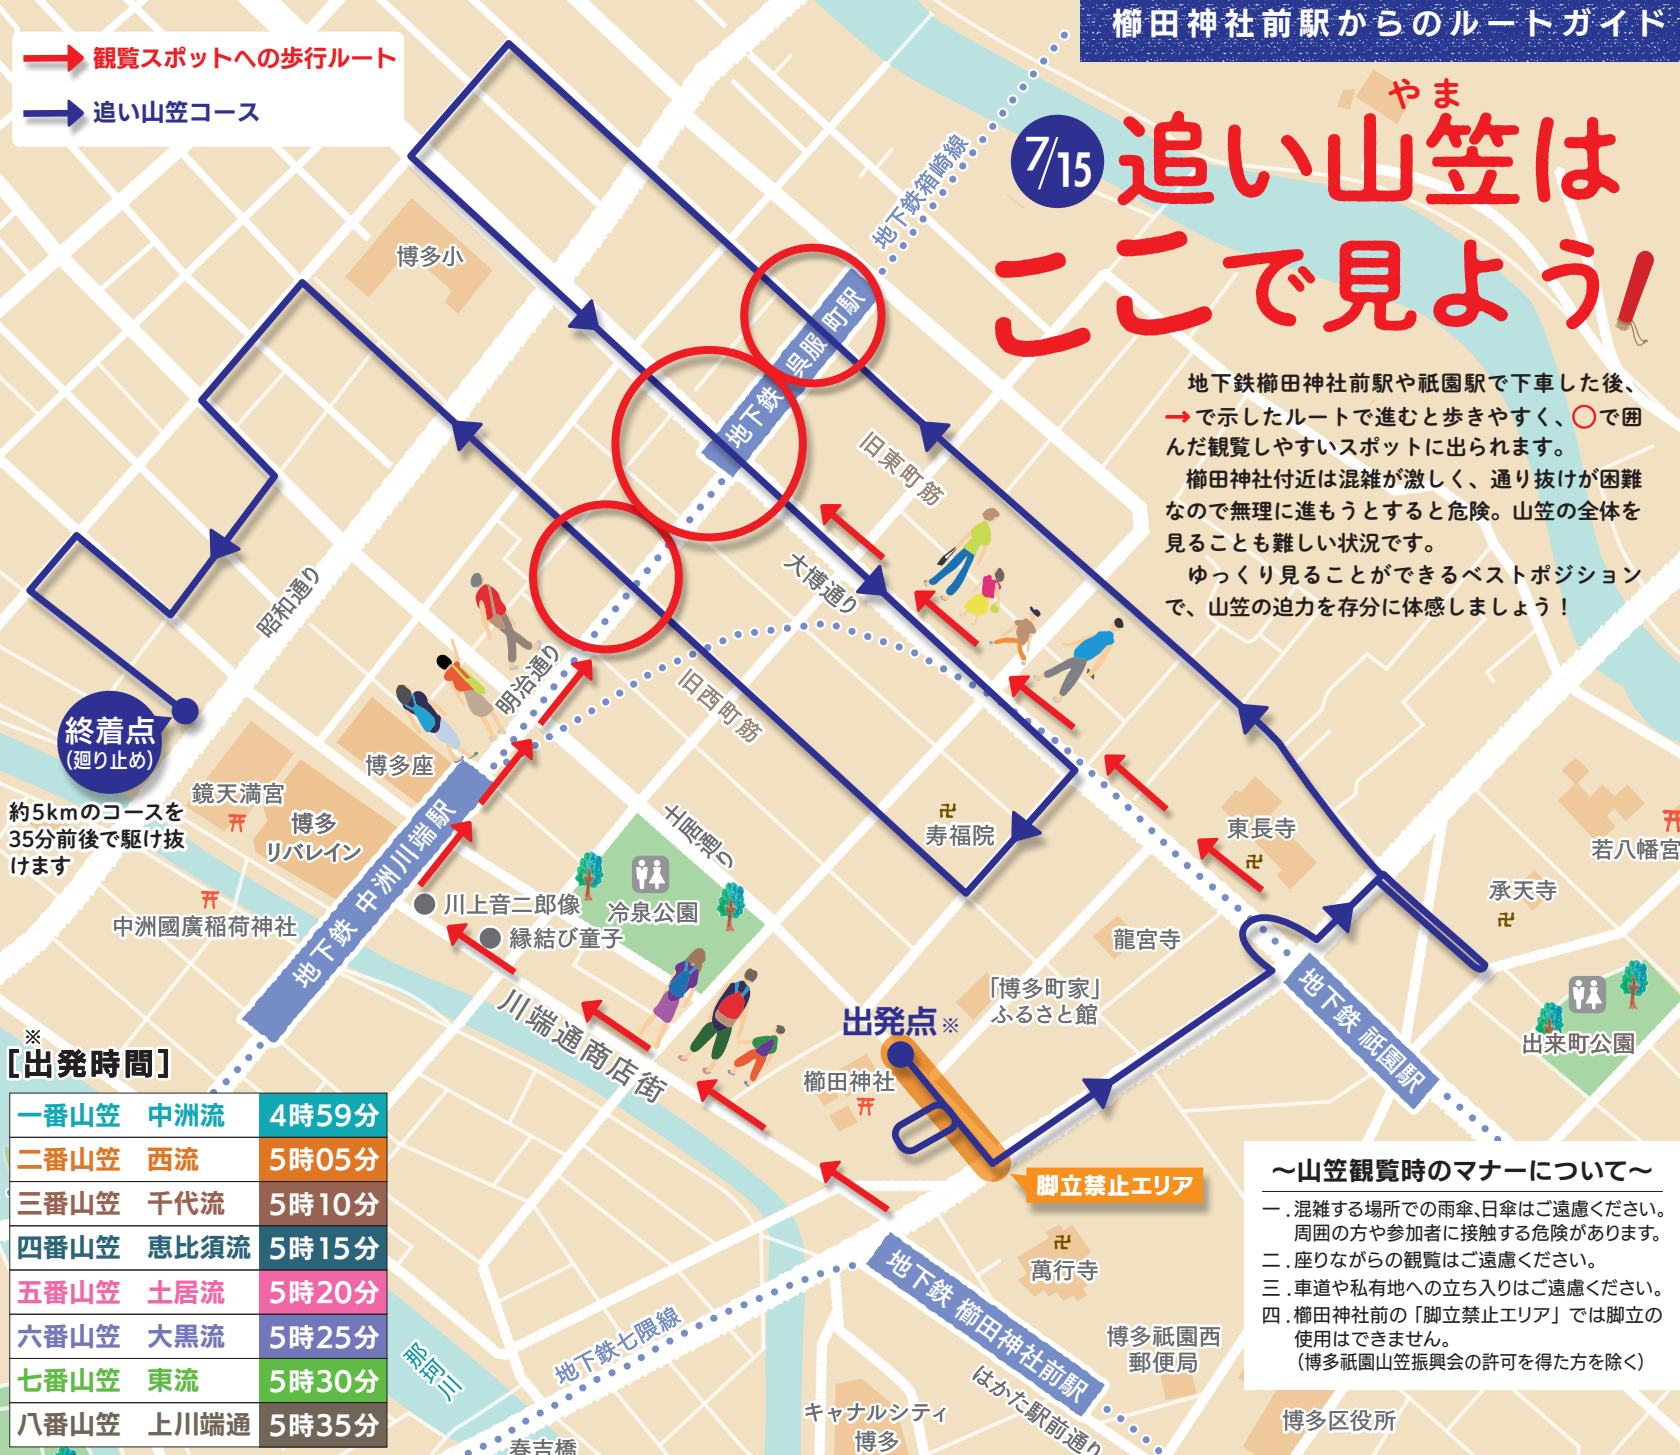 櫛田神社前駅からのルートガイド
観覧スポットへの歩行ルート
追い山笠コース
7/15
やま
追い山笠は
ここで見よう!
地下鉄櫛田神社前駅や祇園駅で下車した後、
→で示したルートで進むと歩きやすく、○で囲
んだ観覧しやすいスポットに出られます。
櫛田神社付近は混雑が激しく、通り抜けが困難
なので無理に進もうとすると危険。山笠の全体を
見ることも難しい状況です。
ゆっくり見ることができるベストポジション
で、山笠の迫力を存分に体感しましょう！
地下鉄箱崎線
博多小
地下鉄 呉服町駅
旧東町筋
大博通り
昭和通り
明治通り
旧西町筋
終着点
(廻り止め)
約5kmのコースを
35分前後で駆け抜
けます
鏡天満宮
博多座
博多
リバレイン
地下鉄 中洲川端駅
中洲國廣稲荷神社
川上音二郎像
縁結び童子
冷泉公園
土居通り
寿福院
東長寺
若八幡宮
承天寺
龍宮寺
「博多町家」
ふるさと館
出来町公園
地下鉄 祇園駅
川端通商店街
出発点※
櫛田神社
脚立禁止エリア
萬行寺
地下鉄 櫛田神社前駅
地下鉄七隈線
那珂川
博多祇園西
郵便局
はかた駅前通り
キャナルシティ
博多
春吉橋
博多区役所
※
[出発時間]
一番山笠 中洲流 4時59分
二番山笠 西流 5時05分
三番山笠 千代流 5時10分
四番山笠 恵比須流 5時15分
五番山笠 土居流 5時20分
六番山笠 大黒流 5時25分
七番山笠 東流 5時30分
八番山笠 上川端通 5時35分
〜山笠観覧時のマナーについて〜
一．混雑する場所での雨傘、日傘はご遠慮ください。
周囲の方や参加者に接触する危険があります。
二．座りながらの観覧はご遠慮ください。
三．車道や私有地への立ち入りはご遠慮ください。
四．櫛田神社前の「脚立禁止エリア」では脚立の
使用はできません。
（博多祇園山笠振興会の許可を得た方を除く）